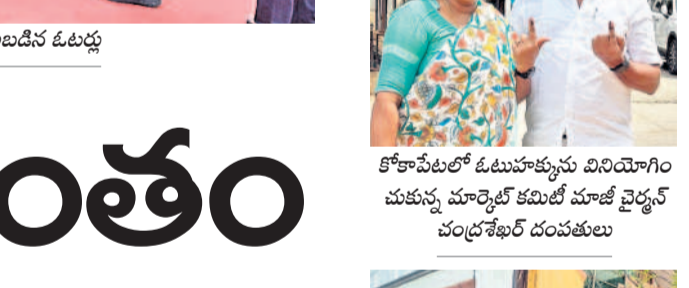 బడిన ఓటర్లు
ంతం
కోకాపేటలో ఓటుహక్కును వినియోగిం
చుకున్న మార్కెట్ కమిటీ మాజీ చైర్మన్
చంద్రశేఖర్ దంపతులు